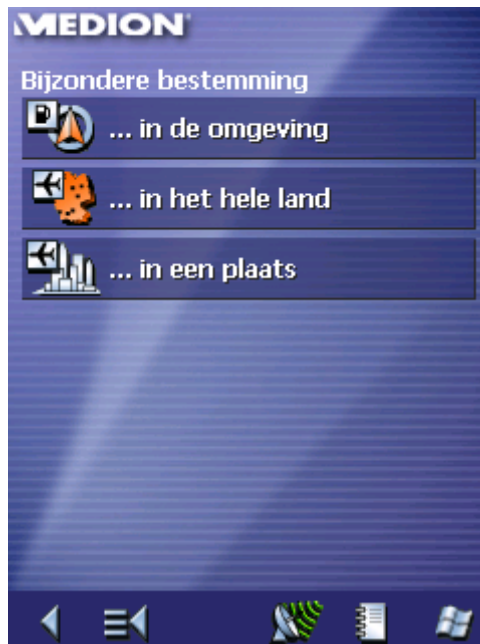 MEDION
Bijzondere bestemming
... in de omgeving
... in het hele land
... in een plaats